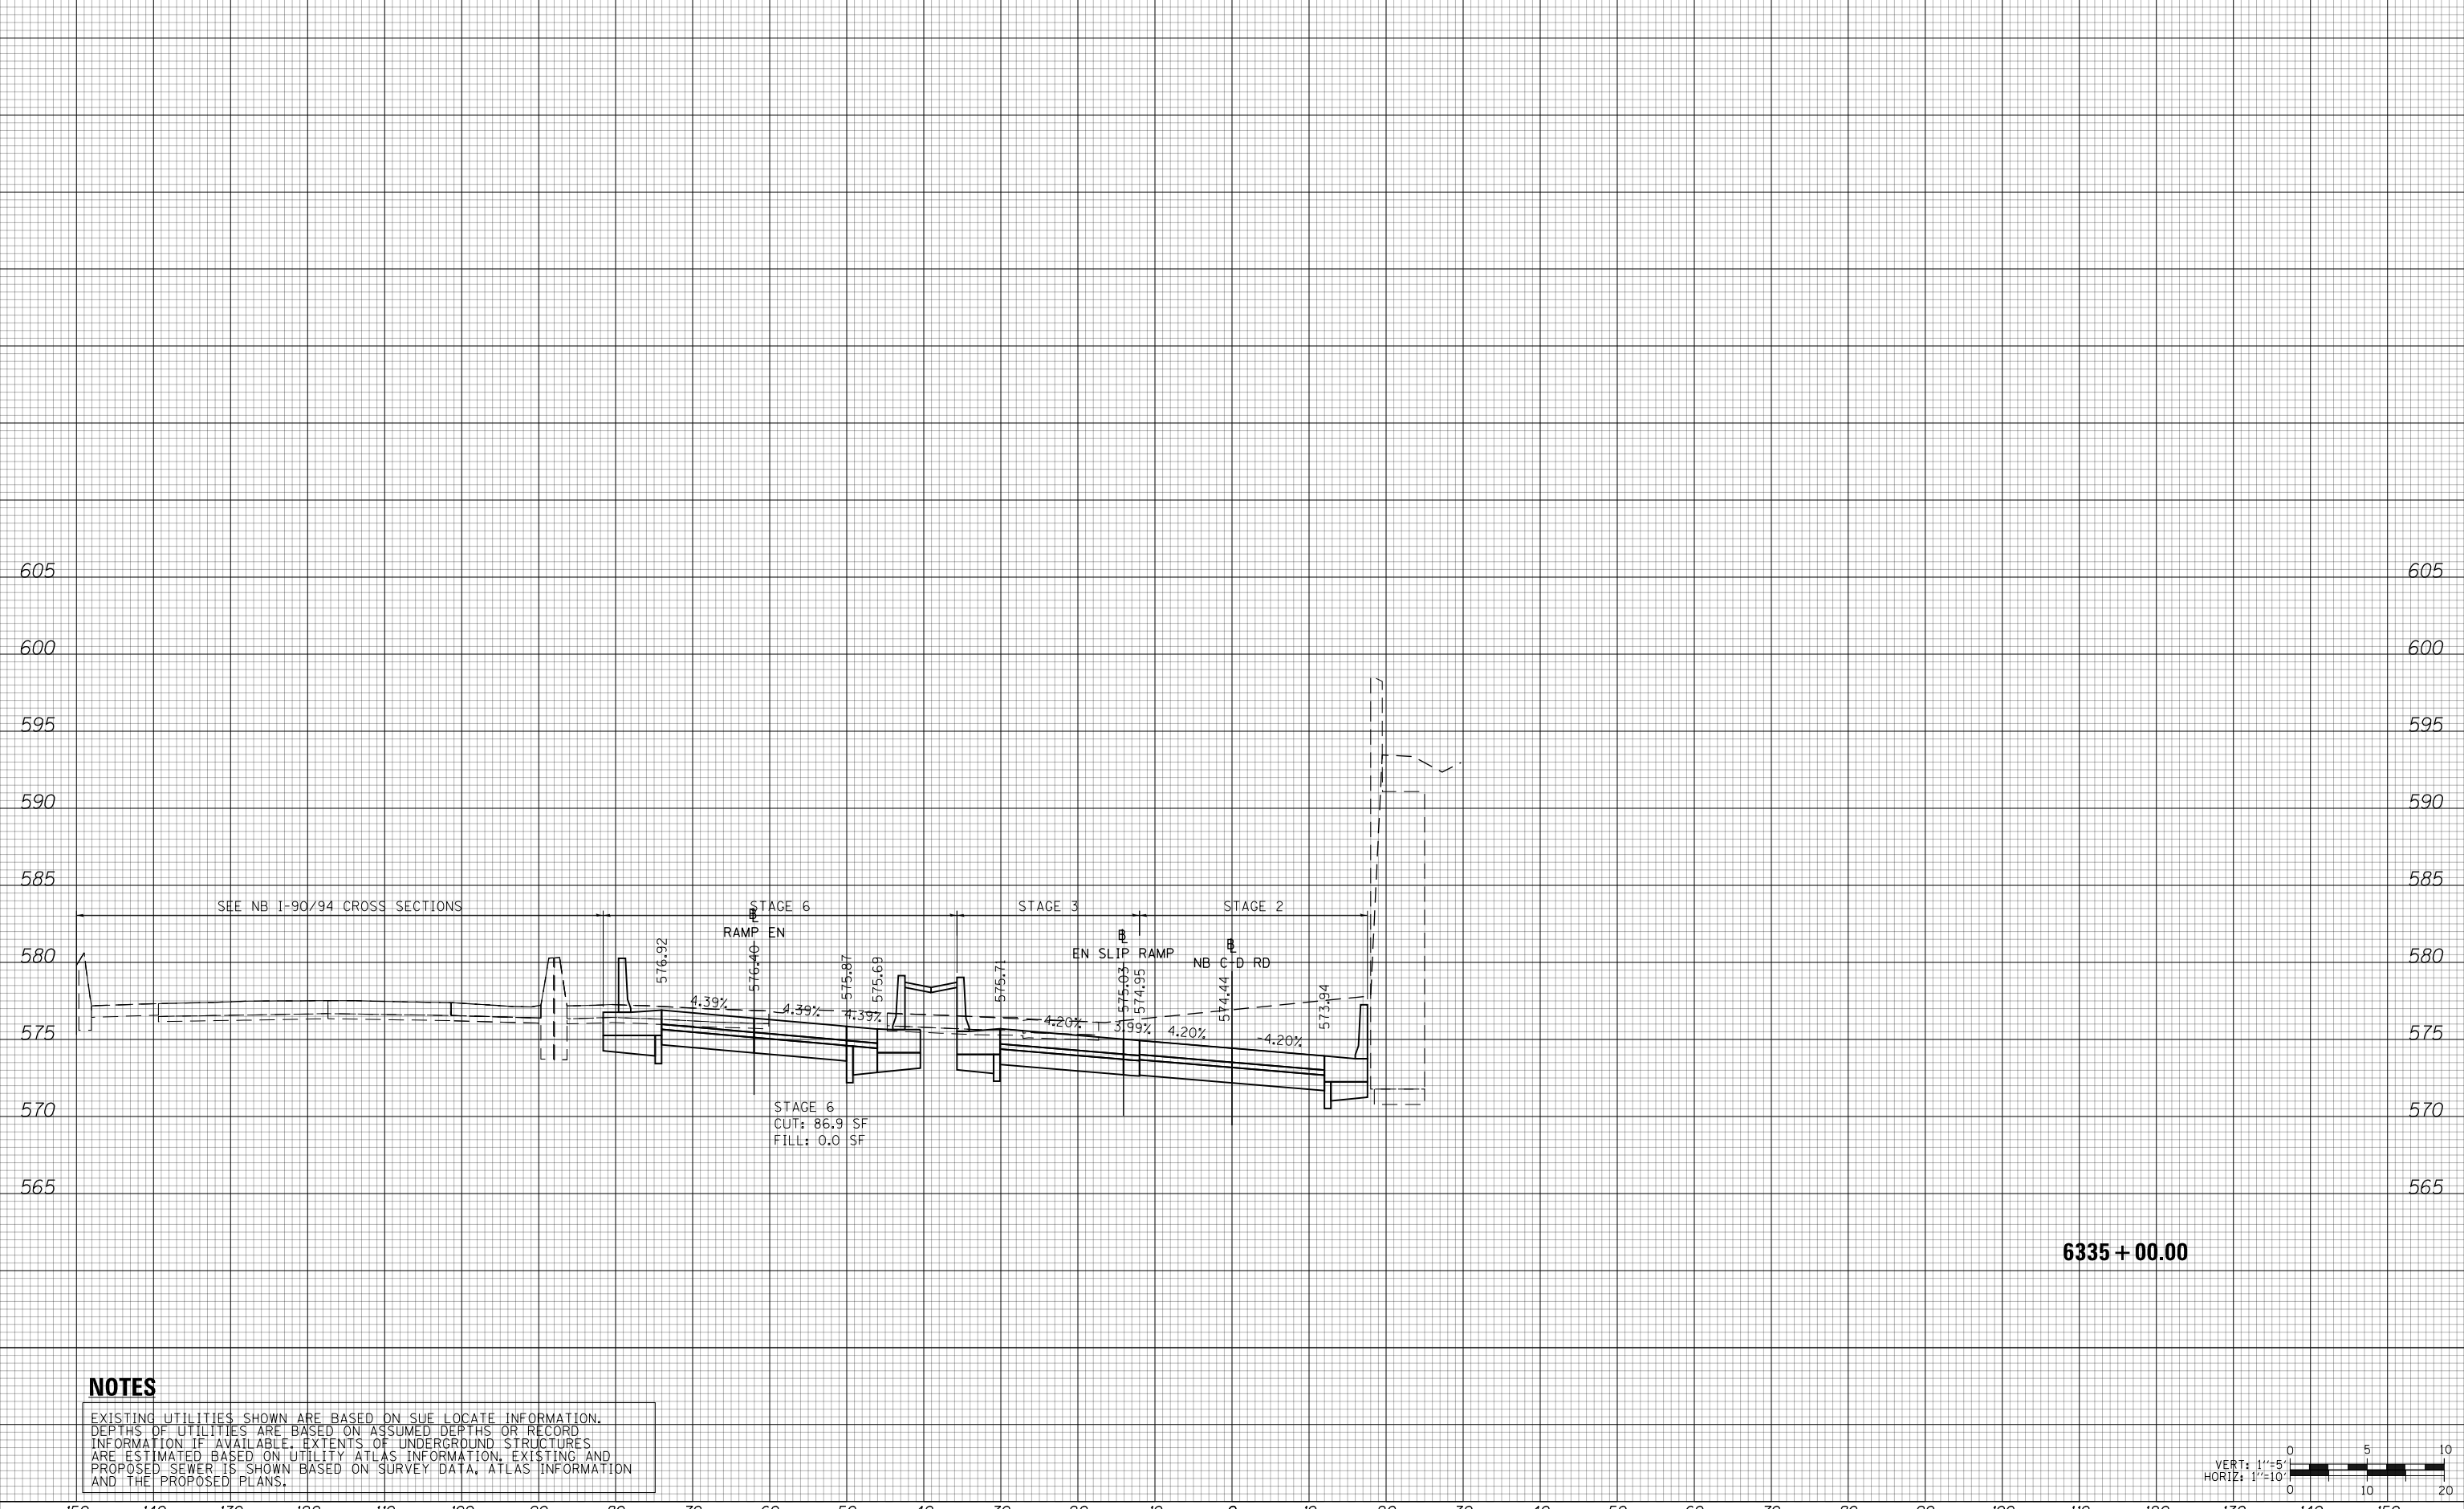 605 605
600 600
595 595
590 590
585 585
SEE NB I-90/94 CROSS SECTIONS STAGE 6 STAGE 3 STAGE 2
RAMP EN
EN SLIP RAMP
NB C-D RD
580 580
576.92 576.40 575.87 575.69 575.71 575.03 574.95 574.44 573.94
4.39% 4.39% 4.39% -4.20% 3.99% 4.20% -4.20%
575 575
570 570
STAGE 6
CUT: 86.9 SF
FILL: 0.0 SF
565 565
6335+00.00
NOTES
EXISTING UTILITIES SHOWN ARE BASED ON SUE LOCATE INFORMATION.
DEPTHS OF UTILITIES ARE BASED ON ASSUMED DEPTHS OR RECORD
INFORMATION IF AVAILABLE. EXTENTS OF UNDERGROUND STRUCTURES
ARE ESTIMATED BASED ON UTILITY ATLAS INFORMATION. EXISTING AND
PROPOSED SEWER IS SHOWN BASED ON SURVEY DATA, ATLAS INFORMATION
AND THE PROPOSED PLANS.
0 5 10
VERT: 1"=5'
HORIZ: 1"=10'
0 10 20